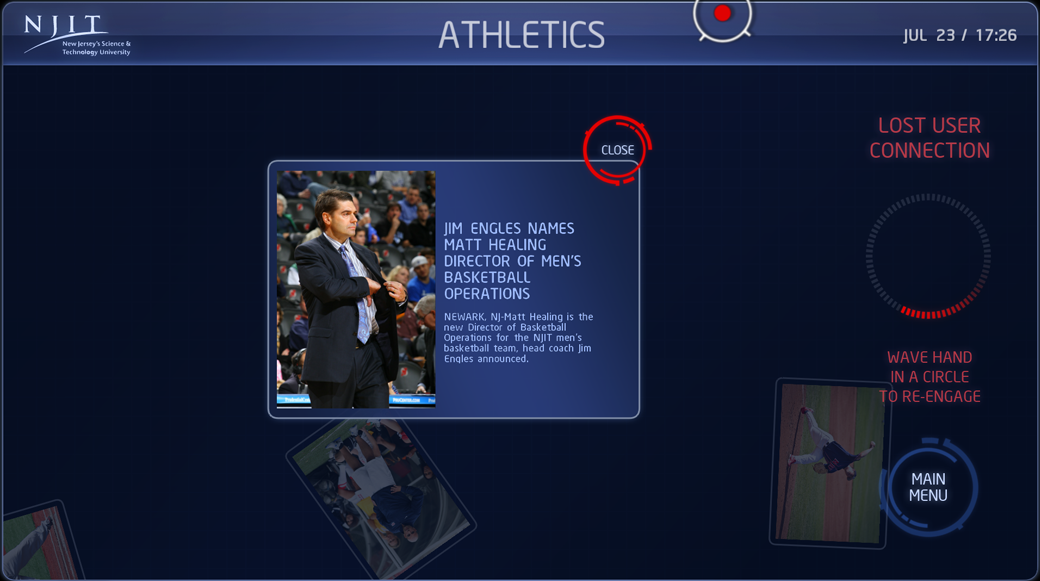 NJIT
New Jersey's Science &
Technology University
ATHLETICS
JUL 23 / 17:26
LOST USER
CONNECTION
CLOSE
JIM ENGLES NAMES
MATT HEALING
DIRECTOR OF MEN'S
BASKETBALL
OPERATIONS
NEWARK, NJ-Matt Healing is the
new Director of Basketball
Operations for the NJIT men's
basketball team, head coach Jim
Engles announced.
WAVE HAND
IN A CIRCLE
TO RE-ENGAGE
MAIN
MENU